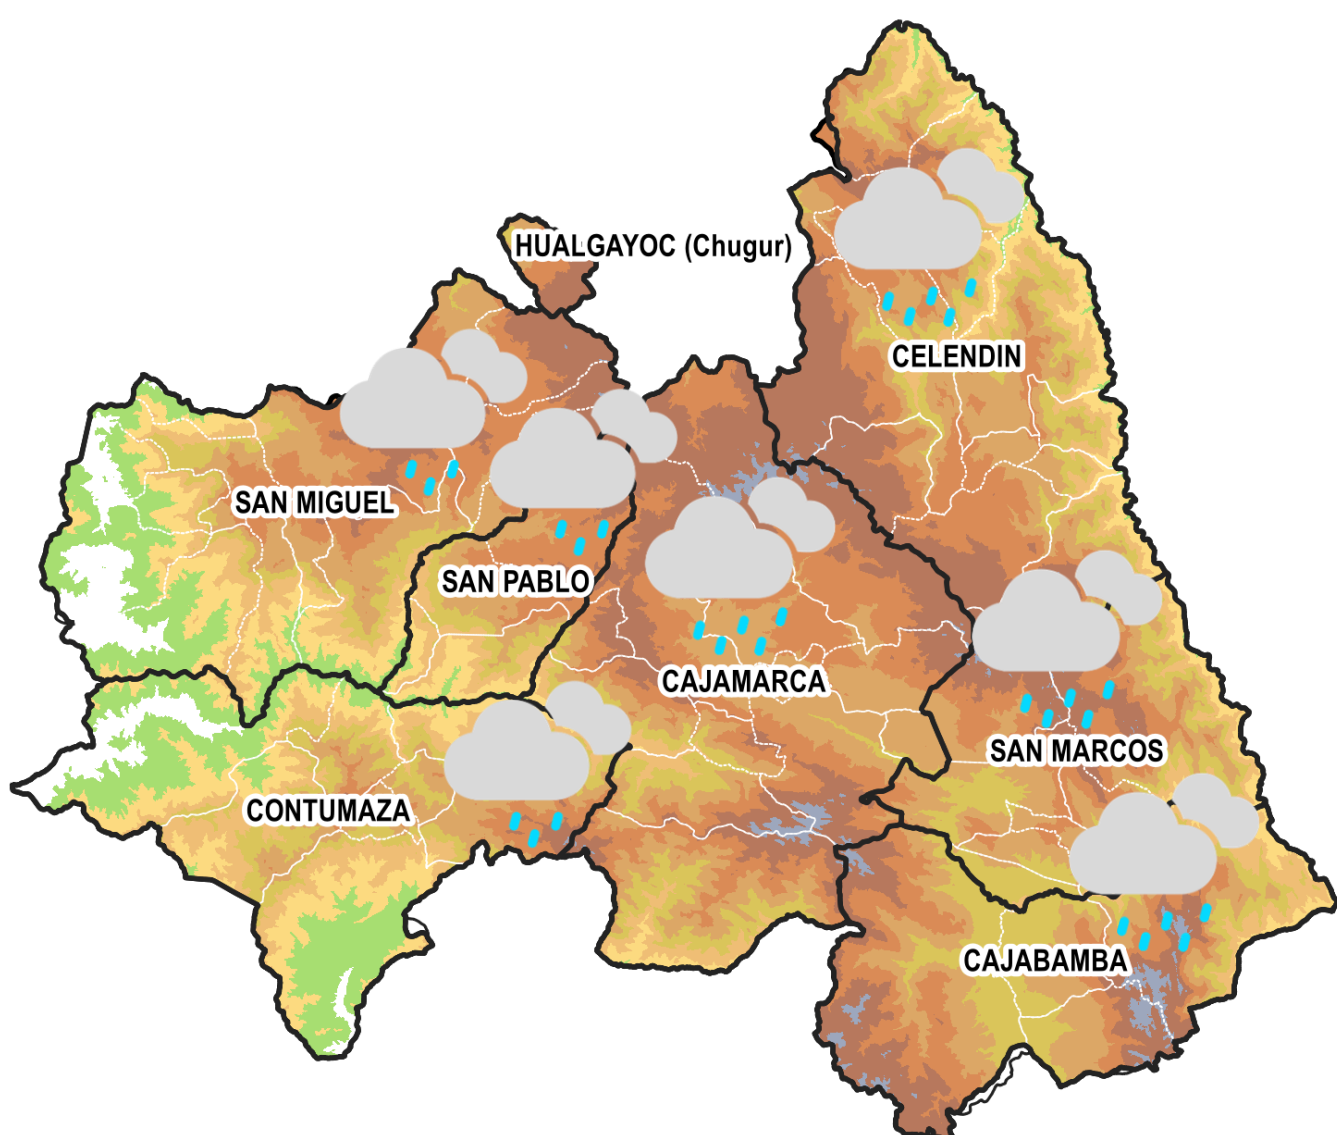 HUALGAYOC (Chugur)
CELENDIN
SAN MIGUEL
SAN PABLO
CAJAMARCA
SAN MARCOS
CONTUMAZA
CAJABAMBA